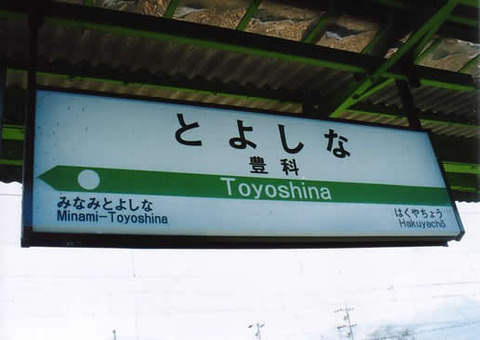 とよしな
豊科
Toyoshina
みなみとよしな
Minami-Toyoshina
はくやちょう
Hakuyachō